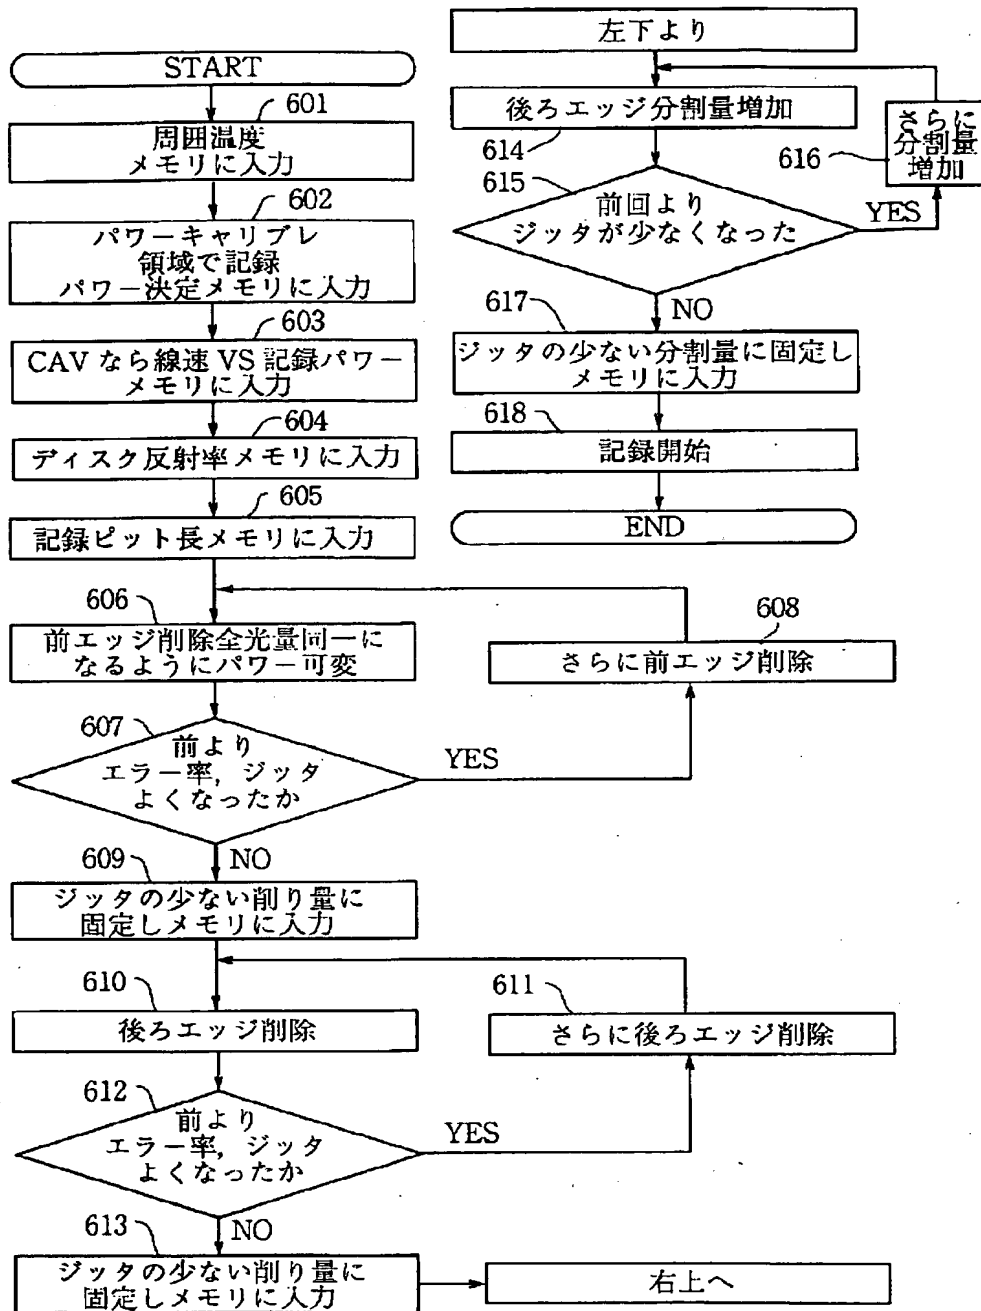 START
601
周囲温度
メモリに入力
602
パワーキャリブレ
領域で記録
パワー決定メモリに入力
603
CAVなら線速VS記録パワー
メモリに入力
604
ディスク反射率メモリに入力
605
記録ピット長メモリに入力
606
前エッジ削除全光量同一に
なるようにパワー可変
608
さらに前エッジ削除
607
前より
エラー率,ジッタ
よくなったか
YES
NO
609
ジッタの少ない削り量に
固定しメモリに入力
610
後ろエッジ削除
611
さらに後ろエッジ削除
612
前より
エラー率,ジッタ
よくなったか
YES
NO
613
ジッタの少ない削り量に
固定しメモリに入力
右上へ
左下より
後ろエッジ分割量増加
614
615
前回より
ジッタが少なくなった
YES
616
さらに
分割量
増加
NO
617
ジッタの少ない分割量に固定し
メモリに入力
618
記録開始
END